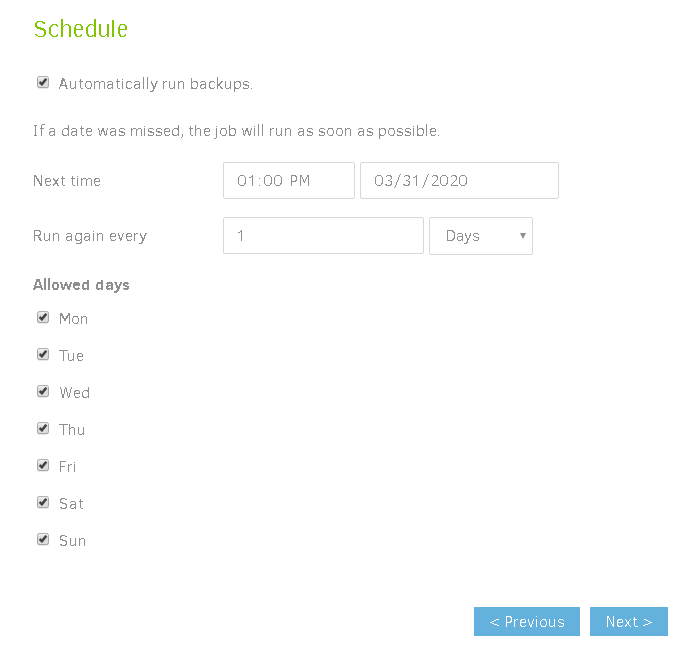 Schedule
Automatically run backups.
If a date was missed, the job will run as soon as possible.
Next time 01:00 PM 03/31/2020
Run again every 1 Days
Allowed days
Mon
Tue
Wed
Thu
Fri
Sat
Sun
< Previous Next >